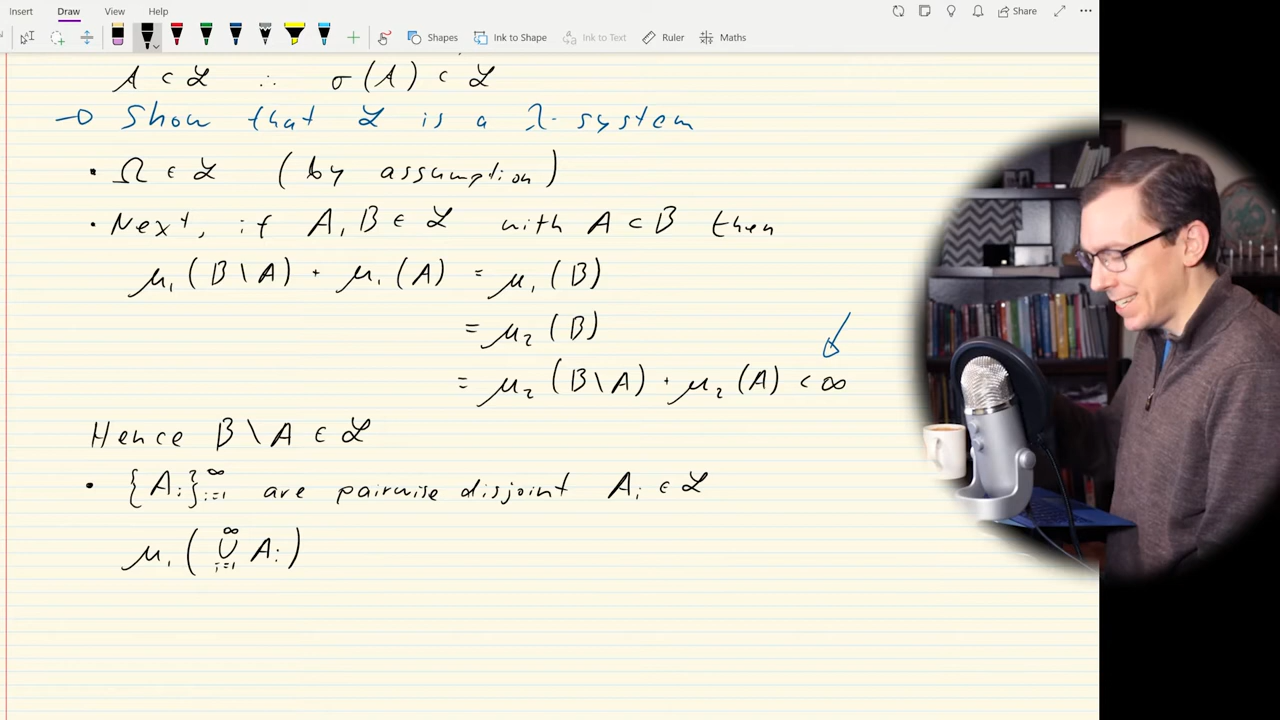 Insert Draw View Help Share
Shapes Ink to Shape Ink to Text Ruler Maths
A ⊂ ℒ ∴ σ(A) ⊂ ℒ
→ Show that ℒ is a λ-system
• Ω ∈ ℒ (by assumption)
• Next, if A, B ∈ ℒ with A ⊂ B then
μ₁(B \ A) + μ₁(A) = μ₁(B)
= μ₂(B)
= μ₂(B \ A) + μ₂(A) < ∞
Hence B \ A ∈ ℒ
• {Aᵢ}ᵢ₌₁^∞ are pairwise disjoint Aᵢ ∈ ℒ
μ₁(∪ᵢ₌₁^∞ Aᵢ)